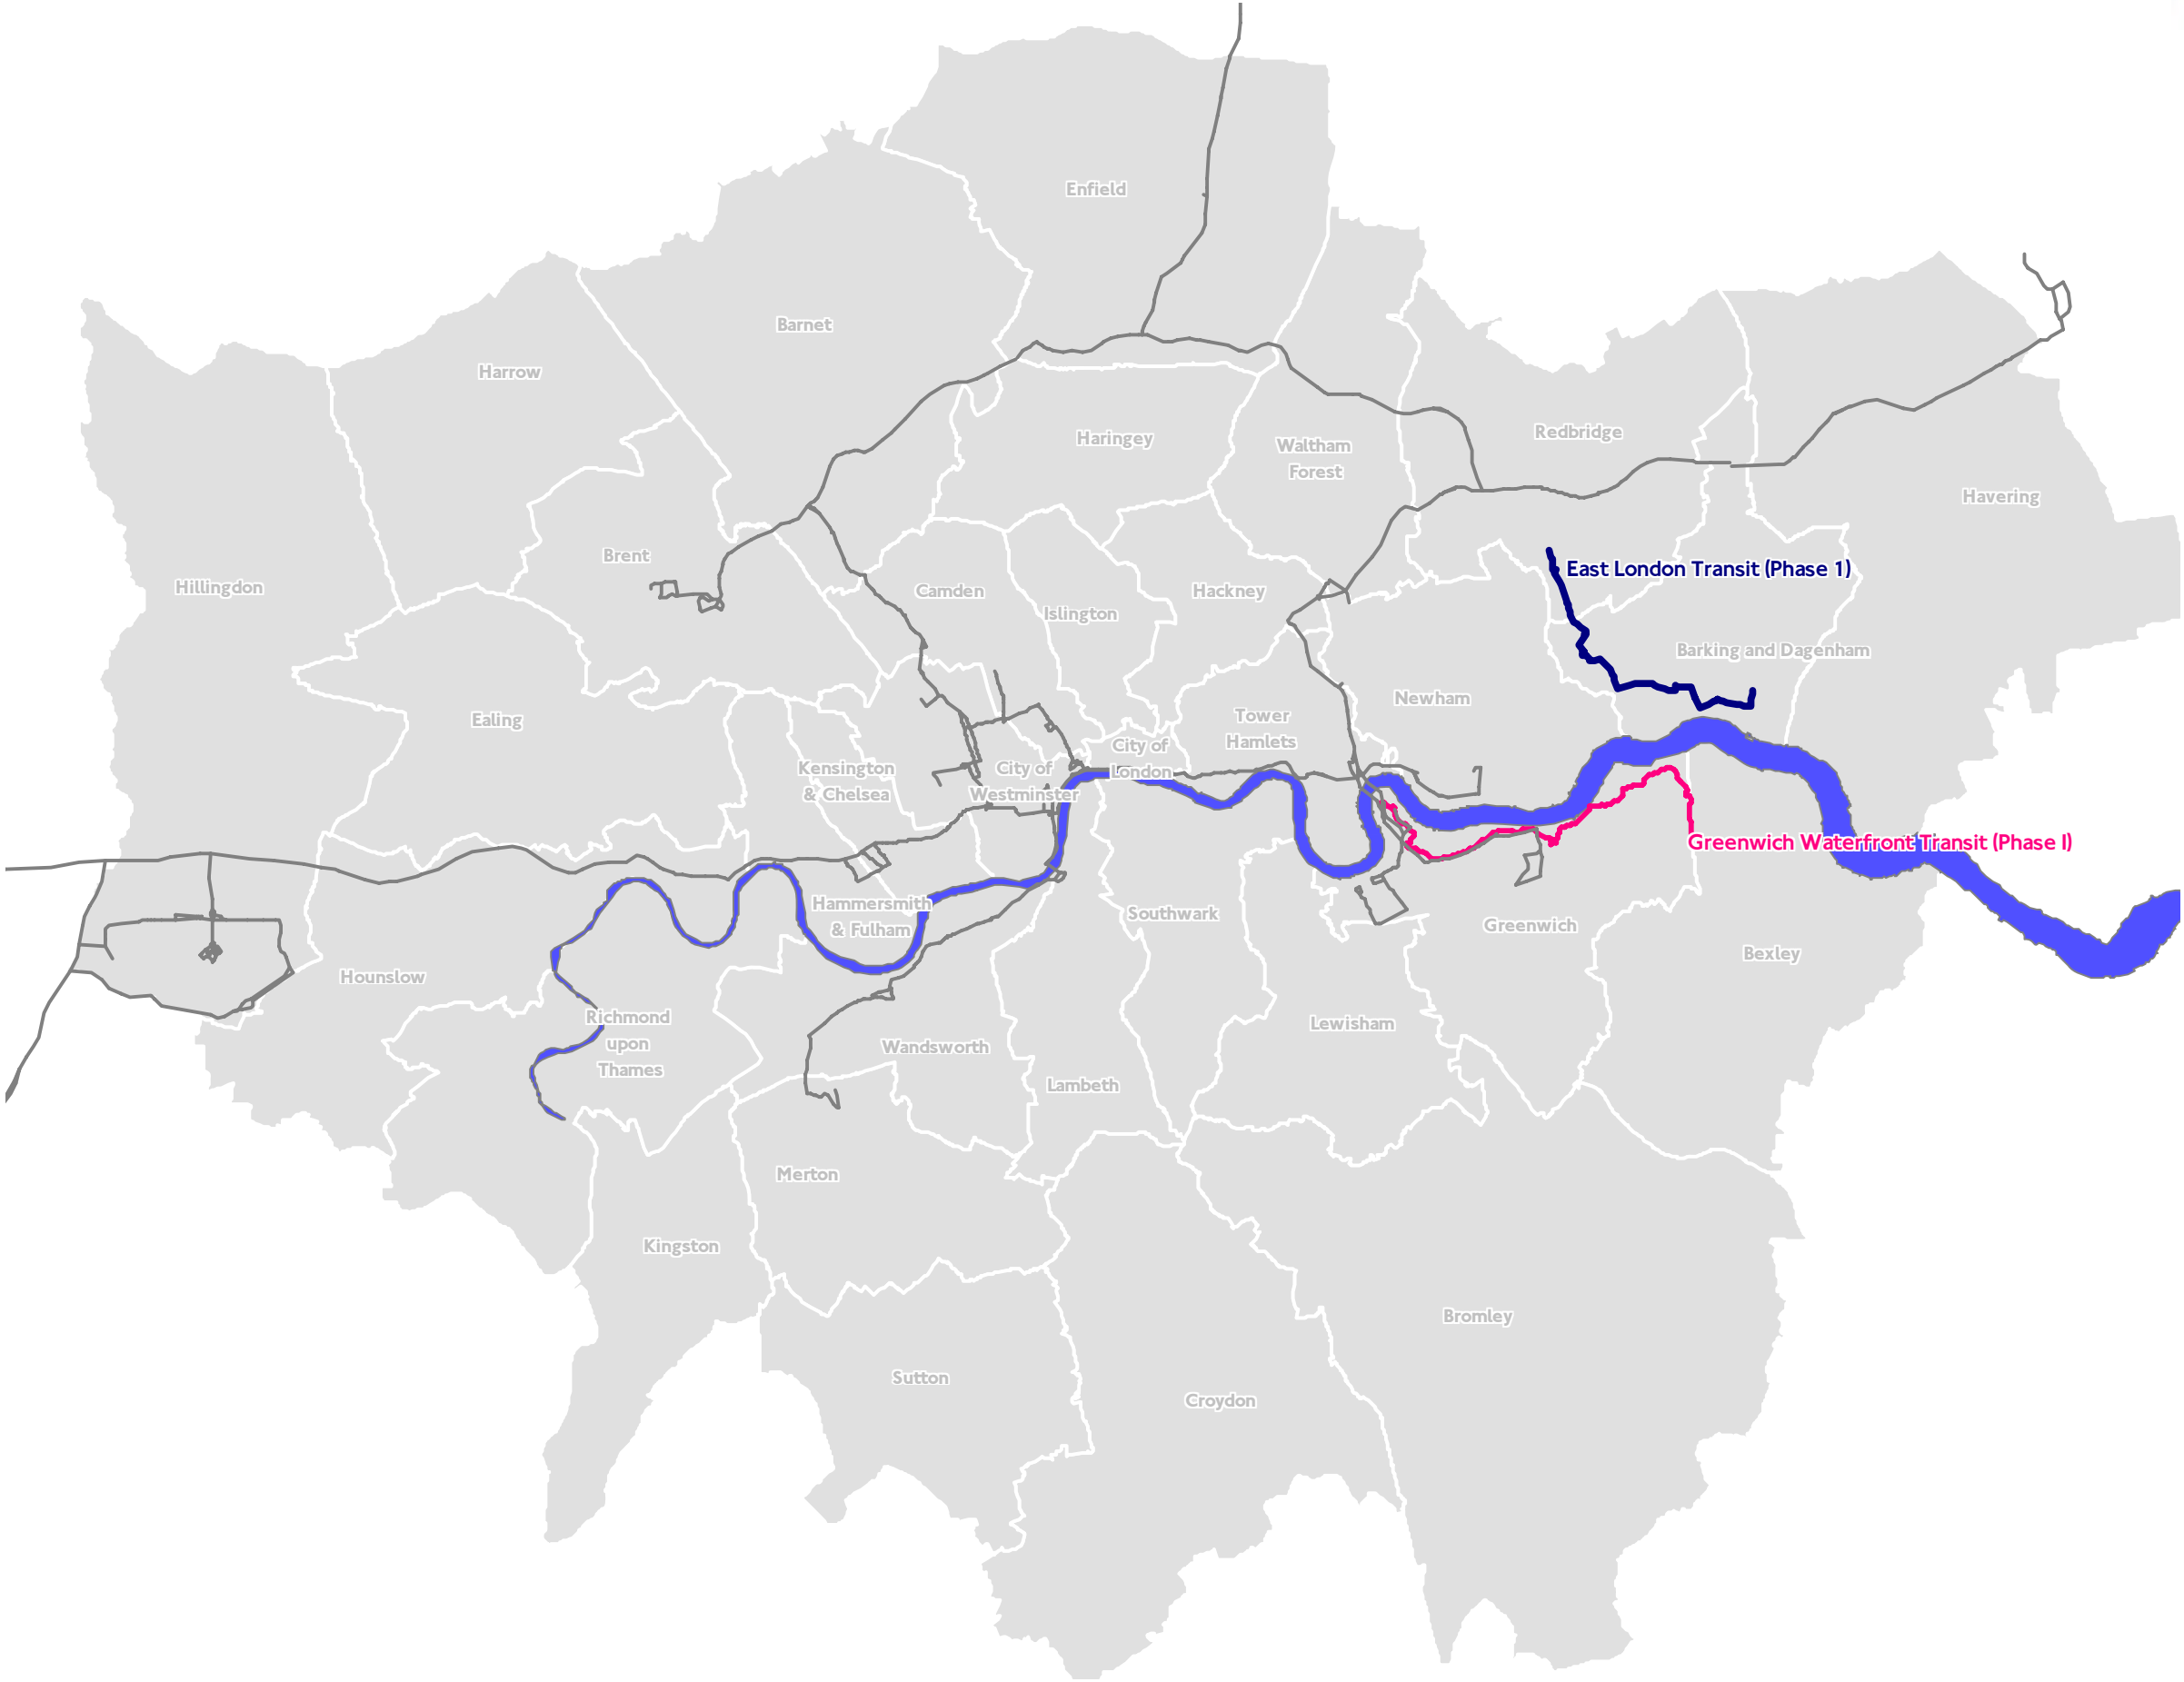 Enfield
Barnet
Harrow
Haringey
Waltham
Forest
Redbridge
Havering
Hillingdon
Brent
Camden
Islington
Hackney
East London Transit (Phase 1)
Barking and Dagenham
Ealing
Newham
Tower
Hamlets
Kensington
& Chelsea
City of
Westminster
City of
London
Greenwich Waterfront Transit (Phase I)
Hammersmith
& Fulham
Southwark
Greenwich
Bexley
Hounslow
Richmond
upon
Thames
Wandsworth
Lambeth
Lewisham
Merton
Kingston
Sutton
Croydon
Bromley